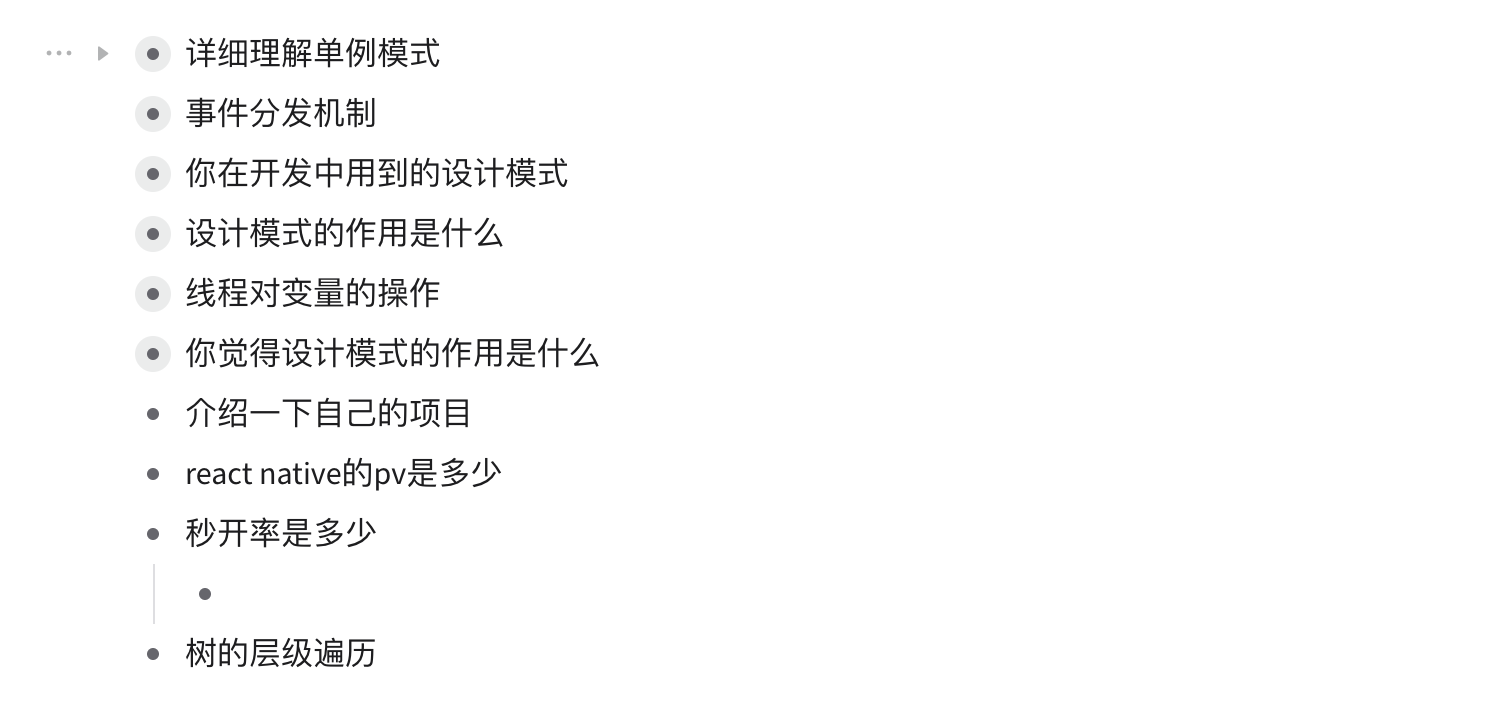 详细理解单例模式
事件分发机制
你在开发中用到的设计模式
设计模式的作用是什么
线程对变量的操作
你觉得设计模式的作用是什么
介绍一下自己的项目
react native的pv是多少
秒开率是多少
树的层级遍历